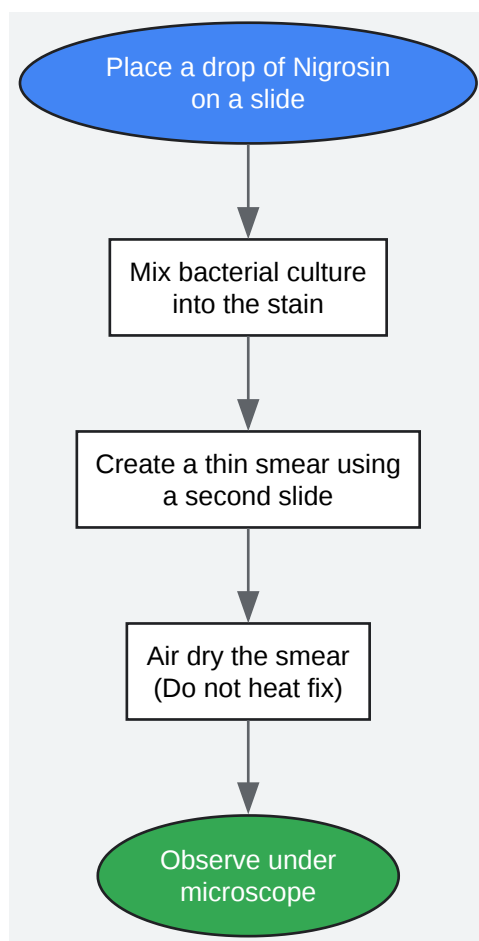 Place a drop of Nigrosin
on a slide
Mix bacterial culture
into the stain
Create a thin smear using
a second slide
Air dry the smear
(Do not heat fix)
Observe under
microscope